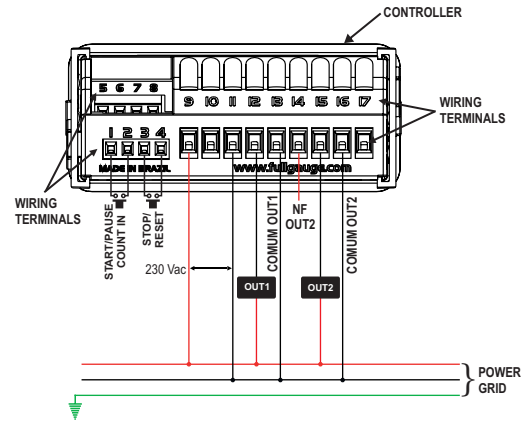 CONTROLLER
5 6 7 8
9 10 11 12 13 14 15 16 17
WIRING
TERMINALS
1 2 3 4
MADE IN BRAZIL
www.fullgauge.com
WIRING
TERMINALS
START/PAUSE
COUNT IN
STOP/
RESET
COMUM OUT1
NF
OUT2
COMUM OUT2
230 Vac
OUT1
OUT2
POWER
GRID